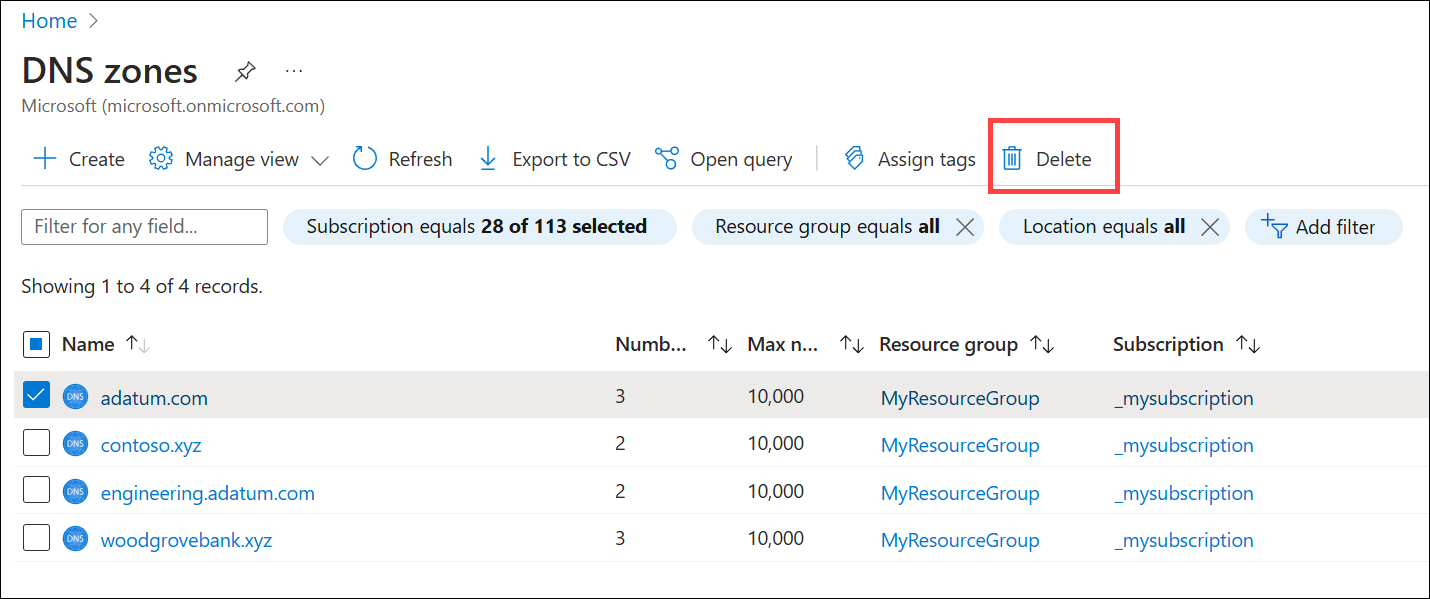 Home
DNS zones
Microsoft (microsoft.onmicrosoft.com)
Create Manage view Refresh Export to CSV Open query Assign tags Delete
Filter for any field... Subscription equals 28 of 113 selected Resource group equals all Location equals all Add filter
Showing 1 to 4 of 4 records.
Name Numb... Max n... Resource group Subscription
DNS adatum.com 3 10,000 MyResourceGroup _mysubscription
DNS contoso.xyz 2 10,000 MyResourceGroup _mysubscription
DNS engineering.adatum.com 2 10,000 MyResourceGroup _mysubscription
DNS woodgrovebank.xyz 3 10,000 MyResourceGroup _mysubscription